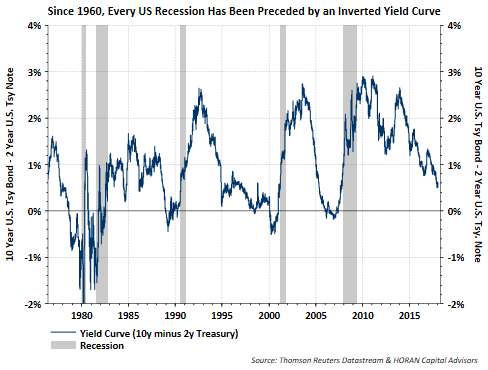 Since 1960, Every US Recession Has Been Preceded by an Inverted Yield Curve
10 Year U.S. Tsy Bond - 2 Year U.S. Tsy Note
4%
3%
2%
1%
0%
-1%
-2%
4%
3%
2%
1%
0%
-1%
-2%
10 Year U.S. Tsy Bond - 2 Year U.S. Tsy. Note
1980 1985 1990 1995 2000 2005 2010 2015
Yield Curve (10y minus 2y Treasury)
Recession
Source: Thomson Reuters Datastream & HORAN Capital Advisors